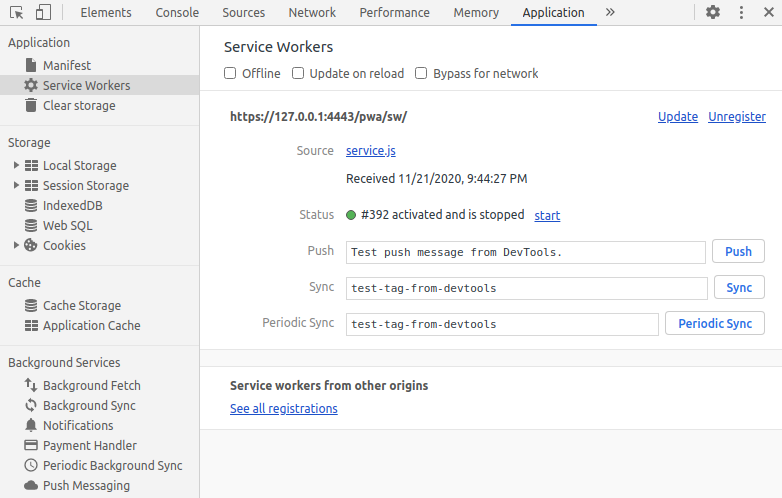 Elements Console Sources Network Performance Memory Application »
Application
Manifest
Service Workers
Clear storage
Storage
Local Storage
Session Storage
IndexedDB
Web SQL
Cookies
Cache
Cache Storage
Application Cache
Background Services
Background Fetch
Background Sync
Notifications
Payment Handler
Periodic Background Sync
Push Messaging
Service Workers
Offline Update on reload Bypass for network
https://127.0.0.1:4443/pwa/sw/ Update Unregister
Source service.js
Received 11/21/2020, 9:44:27 PM
Status #392 activated and is stopped start
Push Test push message from DevTools. Push
Sync test-tag-from-devtools Sync
Periodic Sync test-tag-from-devtools Periodic Sync
Service workers from other origins
See all registrations